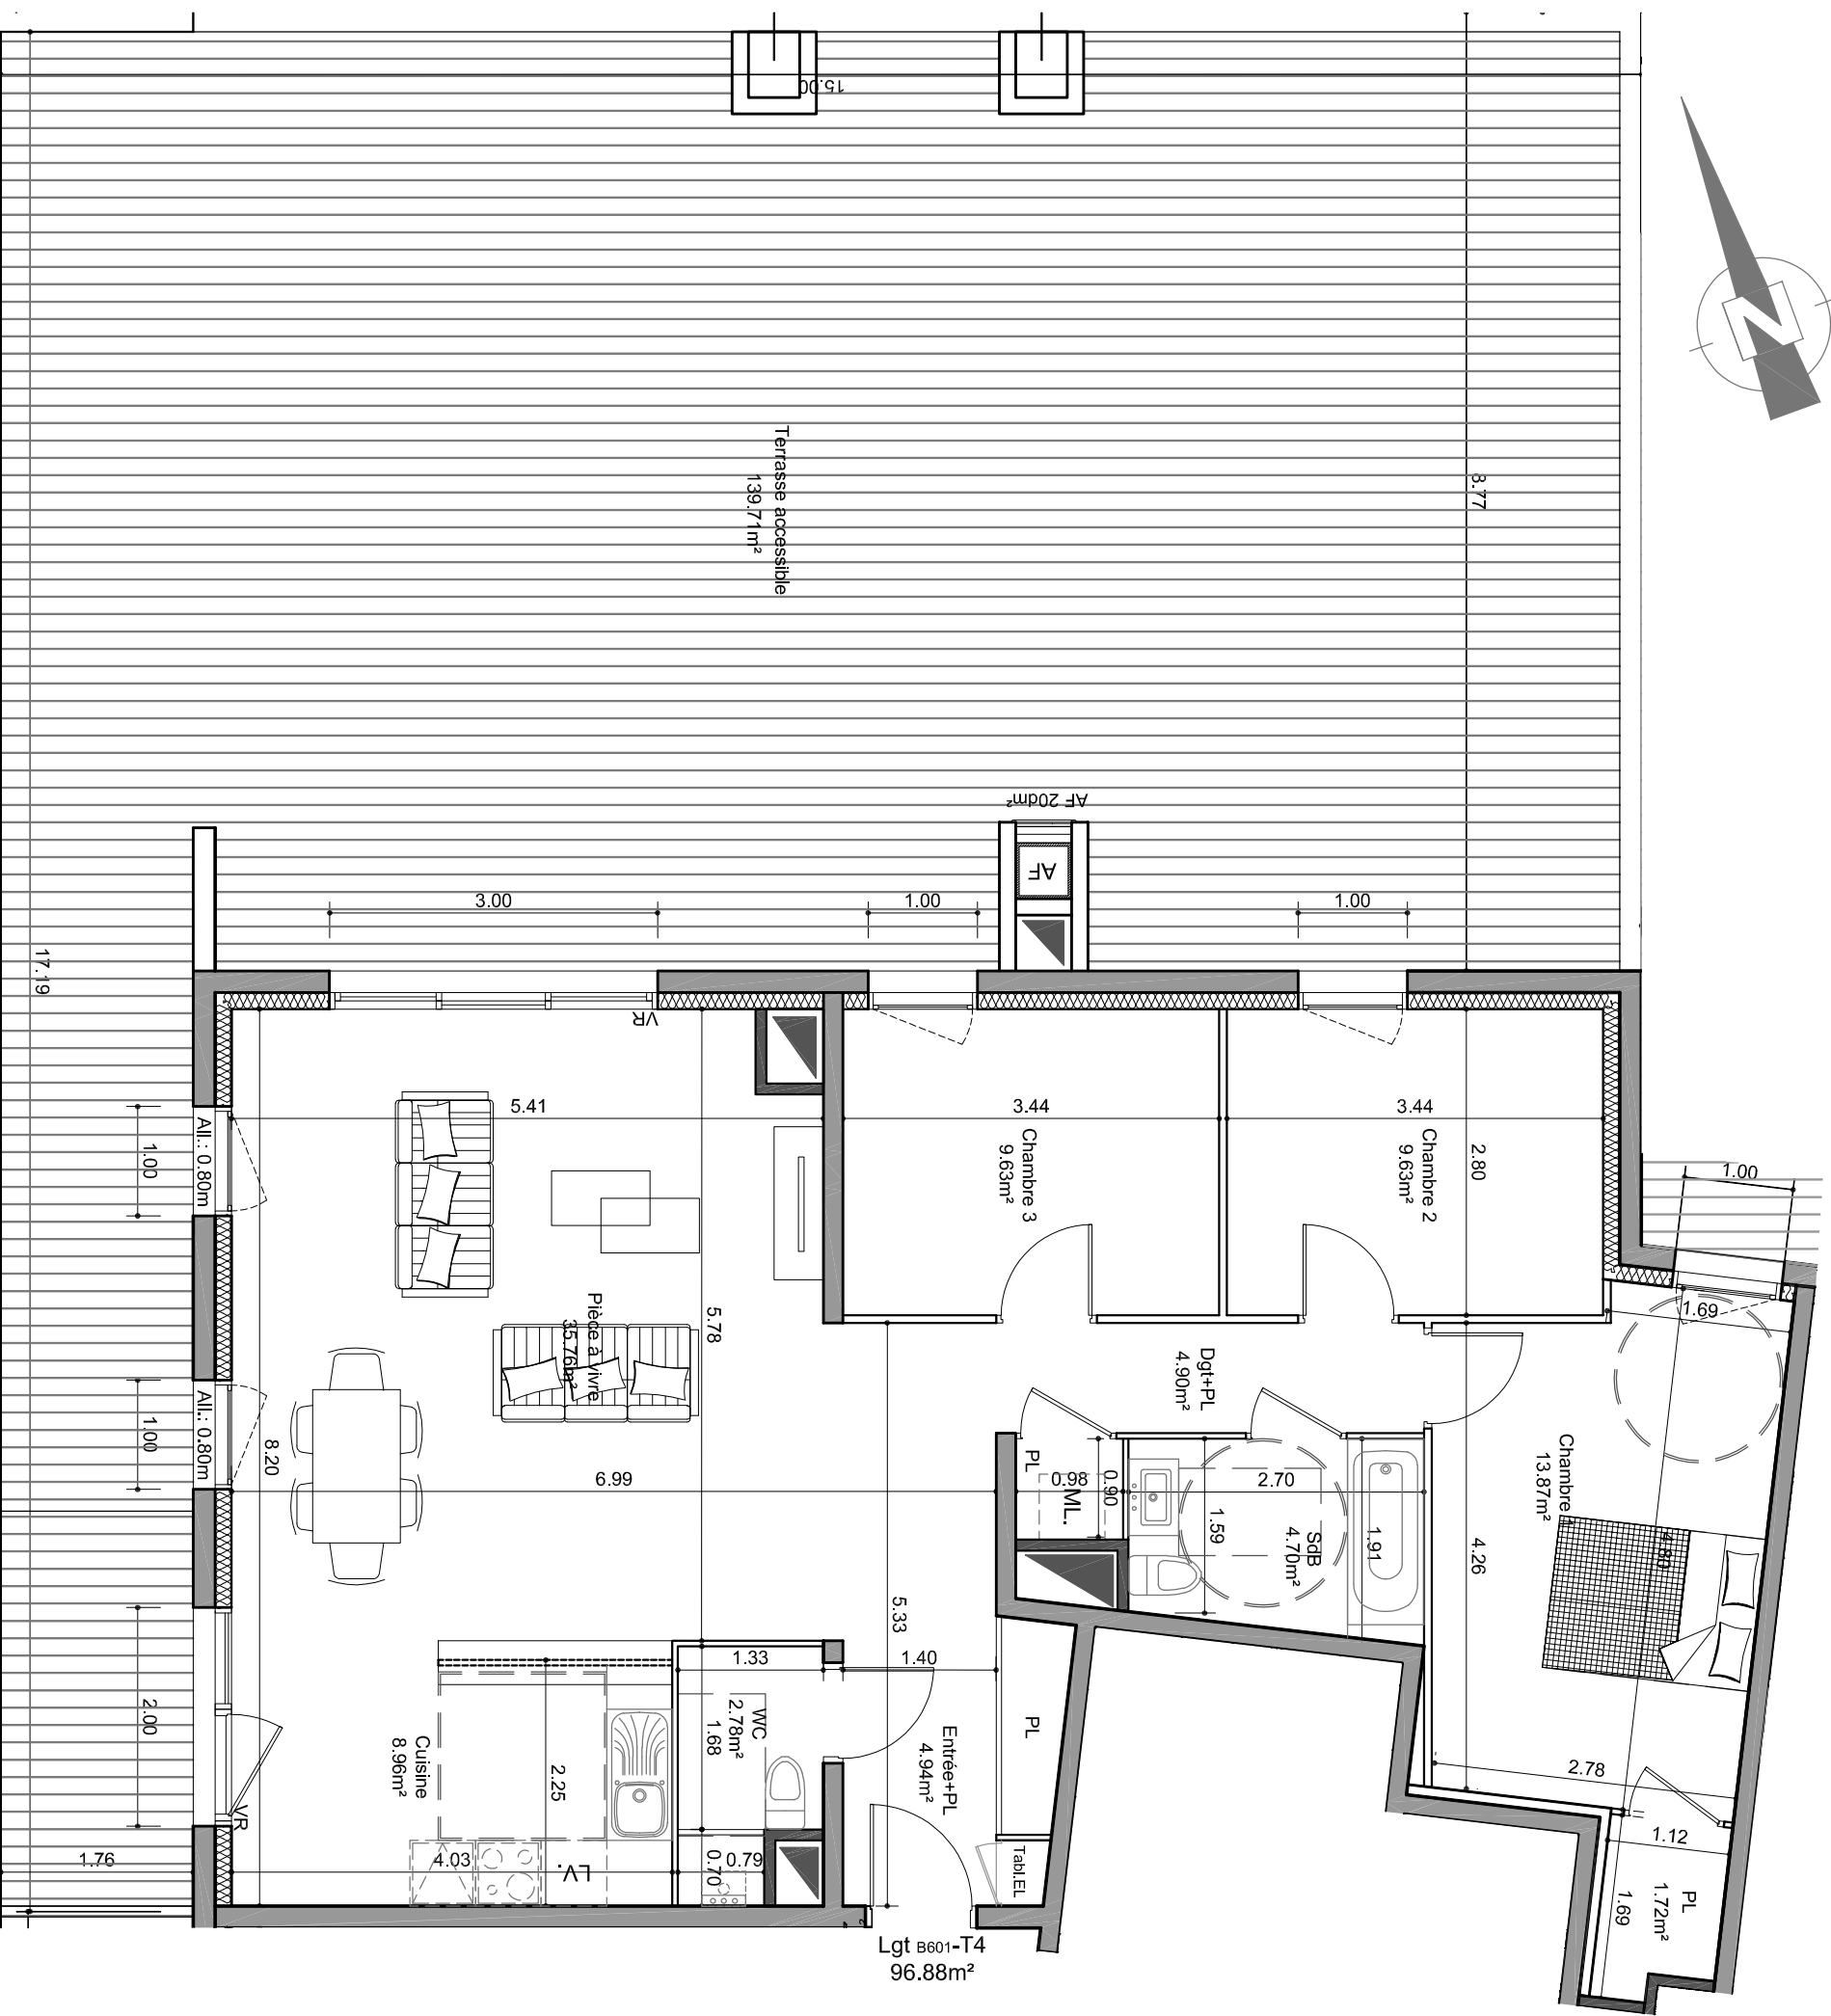 15.00
N
8.77
Terrasse accessible
139.71m²
17.19
AF 20dm²
AF
3.00
1.00
1.00
VR
5.41
3.44
3.44
Chambre 3
9.63m²
Chambre 2
9.63m²
2.80
1.00
1.69
All.: 0.80m
1.00
Pièce à vivre
35.76m²
5.78
Dgt+PL
4.90m²
All.: 0.80m
1.00
8.20
6.99
PL
0.98
0.90
ML.
2.70
1.59
SdB
4.70m²
1.91
4.26
Chambre
13.87m²
4.80
5.33
1.33
1.40
WC
2.78m²
1.68
Entrée+PL
4.94m²
PL
2.00
Cuisine
8.96m²
2.25
VR
2.78
1.12
PL
1.72m²
1.69
1.76
4.03
LV.
0.70
0.79
Tabl.EL
Lgt B601-T4
96.88m²